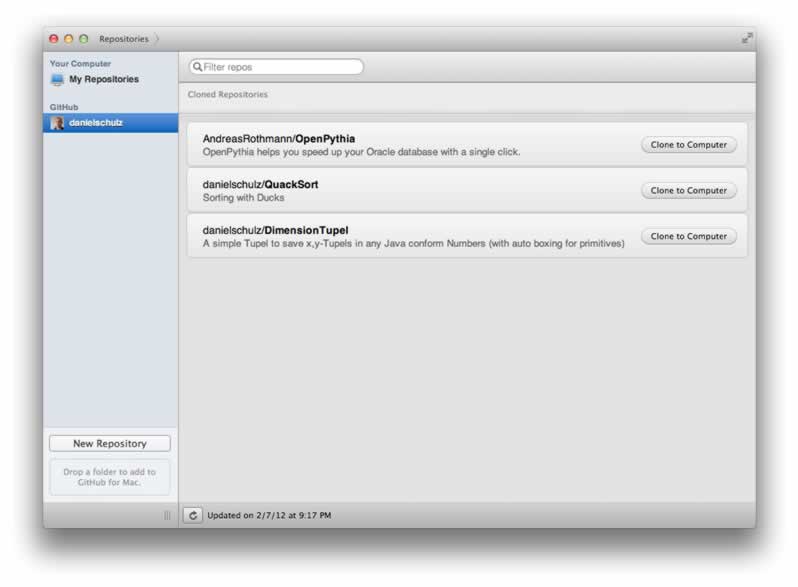 Repositories
Your Computer
My Repositories
GitHub
danielschulz
Filter repos
Cloned Repositories
AndreasRothmann/OpenPythia
OpenPythia helps you speed up your Oracle database with a single click.
Clone to Computer
danielschulz/QuackSort
Sorting with Ducks
Clone to Computer
danielschulz/DimensionTupel
A simple Tupel to save x,y-Tupels in any Java conform Numbers (with auto boxing for primitives)
Clone to Computer
New Repository
Drop a folder to add to
GitHub for Mac.
Updated on 2/7/12 at 9:17 PM